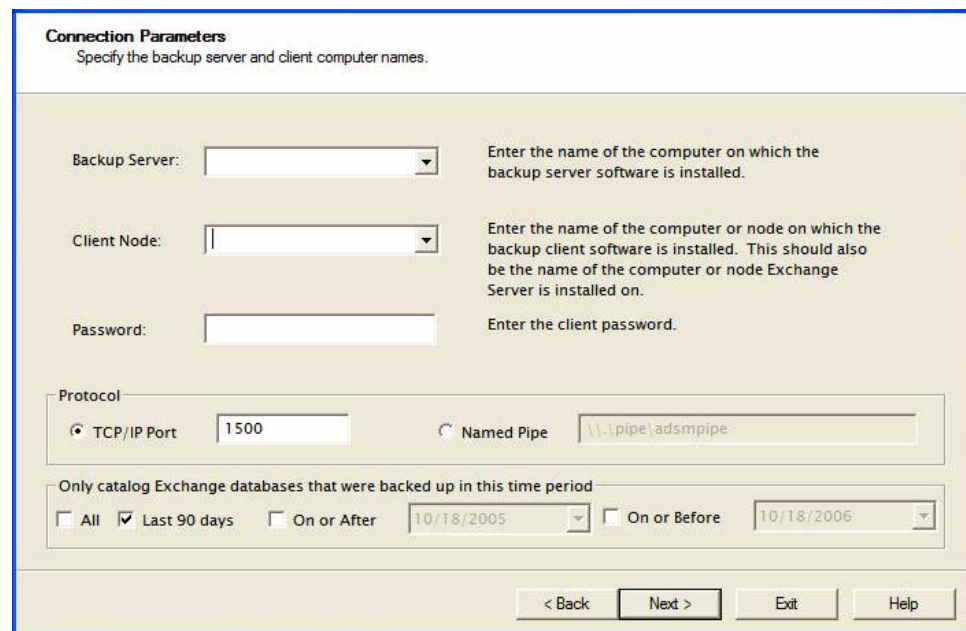 Connection Parameters
Specify the backup server and client computer names.
Backup Server:
Enter the name of the computer on which the
backup server software is installed.
Client Node:
Enter the name of the computer or node on which the
backup client software is installed. This should also
be the name of the computer or node Exchange
Server is installed on.
Password:
Enter the client password.
Protocol
TCP/IP Port 1500 Named Pipe \\.\pipe\adsmpipe
Only catalog Exchange databases that were backed up in this time period
All Last 90 days On or After 10/18/2005 On or Before 10/18/2006
< Back Next > Exit Help